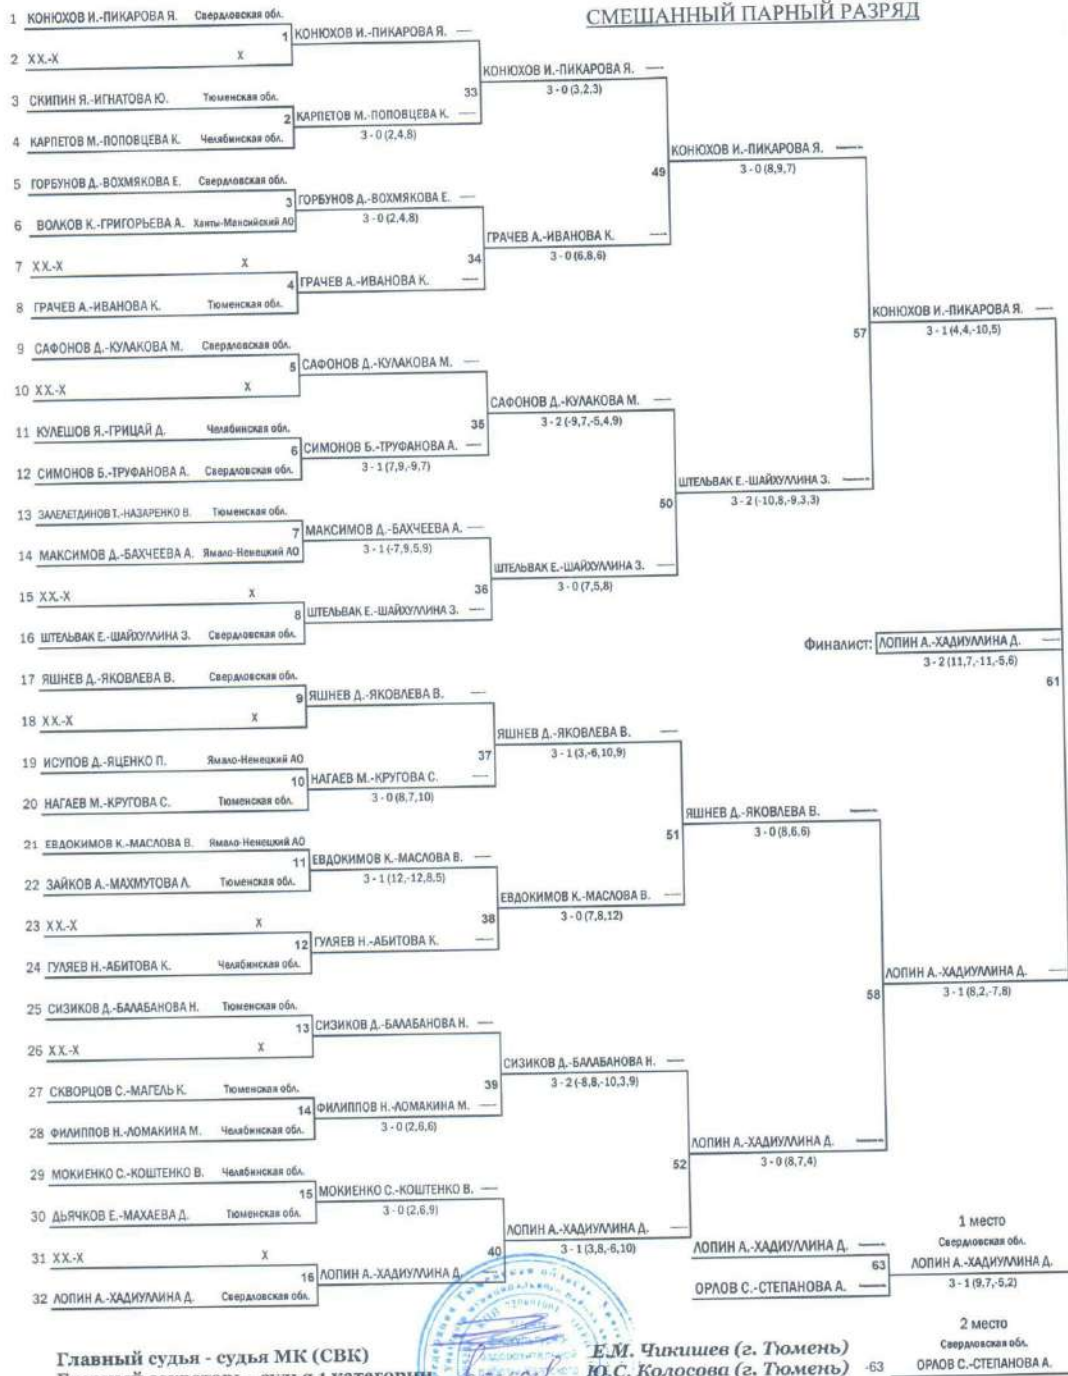 СМЕШАННЫЙ ПАРНЫЙ РАЗРЯД
1 КОНЮХОВ И.-ПИКАРОВА Я. Свердловская обл.
1 КОНЮХОВ И.-ПИКАРОВА Я.
2 XX.-X X
КОНЮХОВ И.-ПИКАРОВА Я.
33 3 - 0 (3,2,3)
3 СКИПИН Я.-ИГНАТОВА Ю. Тюменская обл.
2 КАРПЕТОВ М.-ПОПОВЦЕВА К.
3 - 0 (2,4,8)
4 КАРПЕТОВ М.-ПОПОВЦЕВА К. Челябинская обл.
КОНЮХОВ И.-ПИКАРОВА Я.
49 3 - 0 (8,9,7)
5 ГОРБУНОВ Д.-ВОХМЯКОВА Е. Свердловская обл.
3 ГОРБУНОВ Д.-ВОХМЯКОВА Е.
3 - 0 (2,4,8)
6 ВОЛКОВ К.-ГРИГОРЬЕВА А. Ханты-Мансийский АО
ГРАЧЕВ А.-ИВАНОВА К.
34 3 - 0 (6,8,6)
7 XX.-X X
4 ГРАЧЕВ А.-ИВАНОВА К.
8 ГРАЧЕВ А.-ИВАНОВА К. Тюменская обл.
КОНЮХОВ И.-ПИКАРОВА Я.
57 3 - 1 (4,4,-10,5)
9 САФОНОВ Д.-КУЛАКОВА М. Свердловская обл.
5 САФОНОВ Д.-КУЛАКОВА М.
10 XX.-X X
САФОНОВ Д.-КУЛАКОВА М.
35 3 - 2 (-9,7,-5,4,9)
11 КУЛЕШОВ Я.-ГРИЦАЙ Д. Челябинская обл.
6 СИМОНОВ Б.-ТРУФАНОВА А.
3 - 1 (7,9,-9,7)
12 СИМОНОВ Б.-ТРУФАНОВА А. Свердловская обл.
ШТЕЛЬВАК Е.-ШАЙХУЛЛИНА З.
50 3 - 2 (-10,8,-9,3,3)
13 ЗАЛЕЛЕТДИНОВ Т.-НАЗАРЕНКО В. Тюменская обл.
7 МАКСИМОВ Д.-БАХЧЕЕВА А.
3 - 1 (-7,9,5,9)
14 МАКСИМОВ Д.-БАХЧЕЕВА А. Ямало-Ненецкий АО
ШТЕЛЬВАК Е.-ШАЙХУЛЛИНА З.
36 3 - 0 (7,5,8)
15 XX.-X X
8 ШТЕЛЬВАК Е.-ШАЙХУЛЛИНА З.
16 ШТЕЛЬВАК Е.-ШАЙХУЛЛИНА З. Свердловская обл.
Финалист: ЛОПИН А.-ХАДИУЛЛИНА Д.
3 - 2 (11,7,-11,-5,6)
61
17 ЯШНЕВ Д.-ЯКОВЛЕВА В. Свердловская обл.
9 ЯШНЕВ Д.-ЯКОВЛЕВА В.
18 XX.-X X
ЯШНЕВ Д.-ЯКОВЛЕВА В.
37 3 - 1 (3,-6,10,9)
19 ИСУПОВ Д.-ЯЦЕНКО П. Ямало-Ненецкий АО
10 НАГАЕВ М.-КРУГОВА С.
3 - 0 (8,7,10)
20 НАГАЕВ М.-КРУГОВА С. Тюменская обл.
ЯШНЕВ Д.-ЯКОВЛЕВА В.
51 3 - 0 (8,6,6)
21 ЕВДОКИМОВ К.-МАСЛОВА В. Ямало-Ненецкий АО
11 ЕВДОКИМОВ К.-МАСЛОВА В.
3 - 1 (12,-12,8,5)
22 ЗАЙКОВ А.-МАХМУТОВА Л. Тюменская обл.
ЕВДОКИМОВ К.-МАСЛОВА В.
38 3 - 0 (7,8,12)
23 XX.-X X
12 ГУЛЯЕВ Н.-АБИТОВА К.
24 ГУЛЯЕВ Н.-АБИТОВА К. Челябинская обл.
ЛОПИН А.-ХАДИУЛЛИНА Д.
58 3 - 1 (8,2,-7,8)
25 СИЗИКОВ Д.-БАЛАБАНОВА Н. Тюменская обл.
13 СИЗИКОВ Д.-БАЛАБАНОВА Н.
26 XX.-X X
СИЗИКОВ Д.-БАЛАБАНОВА Н.
39 3 - 2 (-8,8,-10,3,9)
27 СКВОРЦОВ С.-МАГЕЛЬ К. Тюменская обл.
14 ФИЛИППОВ Н.-ЛОМАКИНА М.
3 - 0 (2,6,6)
28 ФИЛИППОВ Н.-ЛОМАКИНА М. Челябинская обл.
ЛОПИН А.-ХАДИУЛЛИНА Д.
52 3 - 0 (8,7,4)
29 МОКИЕНКО С.-КОШТЕНКО В. Челябинская обл.
15 МОКИЕНКО С.-КОШТЕНКО В.
3 - 0 (2,6,9)
30 ДЬЯЧКОВ Е.-МАХАЕВА Д. Тюменская обл.
ЛОПИН А.-ХАДИУЛЛИНА Д.
40 3 - 1 (3,8,-6,10)
31 XX.-X X
16 ЛОПИН А.-ХАДИУЛЛИНА Д.
32 ЛОПИН А.-ХАДИУЛЛИНА Д. Свердловская обл.
1 место
Свердловская обл.
ЛОПИН А.-ХАДИУЛЛИНА Д.
63 ЛОПИН А.-ХАДИУЛЛИНА Д.
3 - 1 (9,7,-5,2)
ОРЛОВ С.-СТЕПАНОВА А.
2 место
Свердловская обл.
-63 ОРЛОВ С.-СТЕПАНОВА А.
Главный судья - судья МК (СВК) Е.М. Чикишев (г. Тюмень)
Ю.С. Колосова (г. Тюмень)